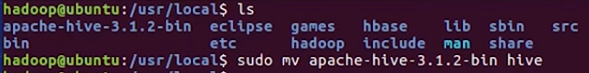 hadoop@ubuntu:/usr/local$ ls
apache-hive-3.1.2-bin eclipse games hbase lib sbin src
bin etc hadoop include man share
hadoop@ubuntu:/usr/local$ sudo mv apache-hive-3.1.2-bin hive